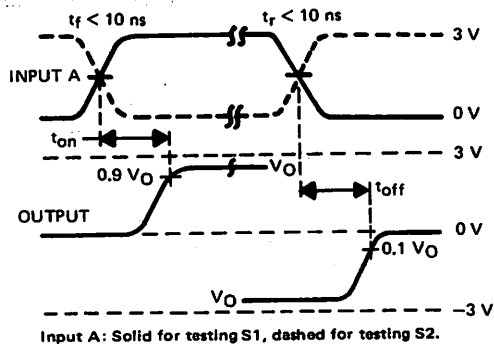 tf < 10 ns
tr < 10 ns
3 V
INPUT A
0 V
ton
3 V
0.9 VO
VO
toff
OUTPUT
0 V
0.1 VO
VO
−3 V
Input A: Solid for testing S1, dashed for testing S2.